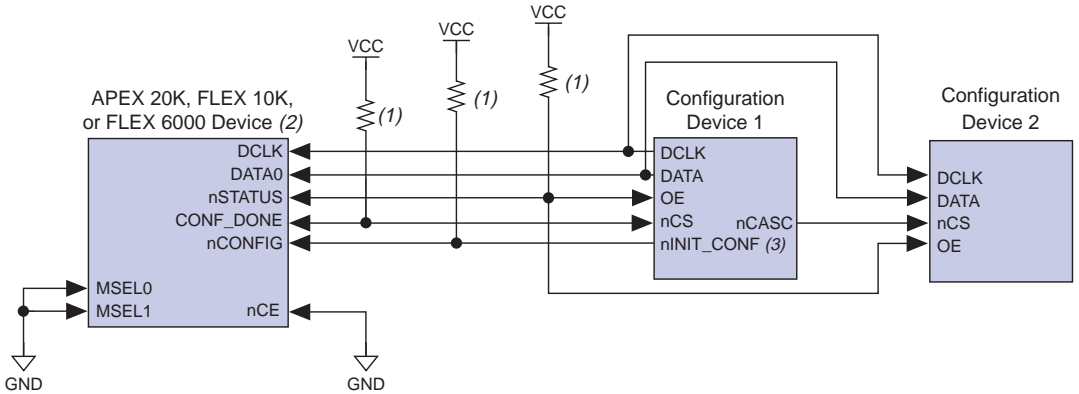 VCC
(1)
VCC
(1)
VCC
(1)
APEX 20K, FLEX 10K,
or FLEX 6000 Device (2)
DCLK
DATA0
nSTATUS
CONF_DONE
nCONFIG
MSEL0
MSEL1
nCE
GND
GND
Configuration
Device 1
DCLK
DATA
OE
nCS
nCASC
nINIT_CONF (3)
Configuration
Device 2
DCLK
DATA
nCS
OE